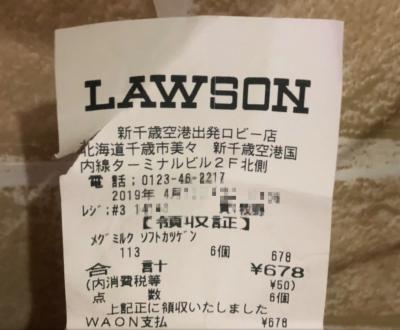 LAWSON
新千歳空港出発ロビー店
北海道千歳市美々 新千歳空港国
内線ターミナルビル2F北側
電話:0123-46-2217
2019年 4月
レジ:#3
【領収証】
メグミルク ソフトカツゲン
113 6個 678
合計 ¥678
(内消費税等 ¥50)
点数 6個
上記正に領収いたしました
WAON支払 ¥678